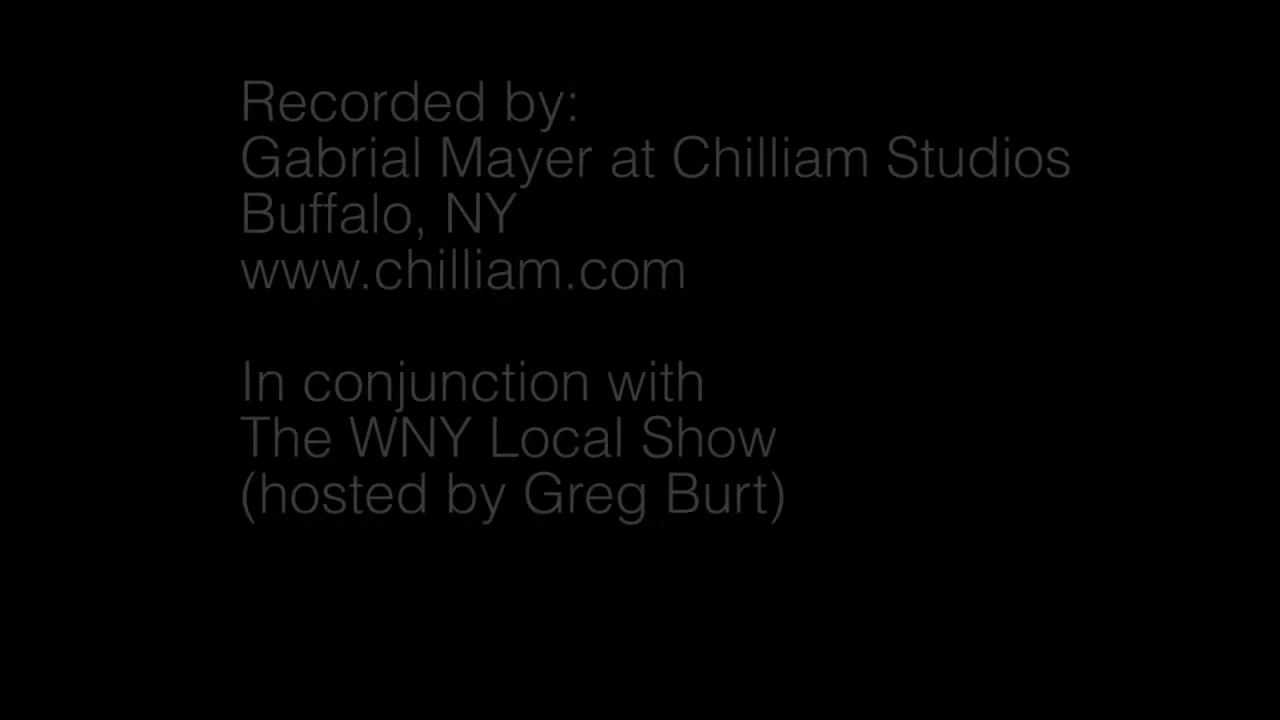 Recorded by:
Gabrial Mayer at Chilliam Studios
Buffalo, NY
www.chilliam.com
In conjunction with
The WNY Local Show
(hosted by Greg Burt)